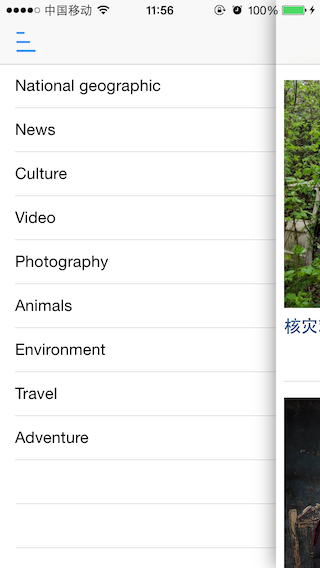 中国移动 11:56 100%
National geographic
News
Culture
Video
Photography
Animals
Environment
Travel
Adventure
核灾